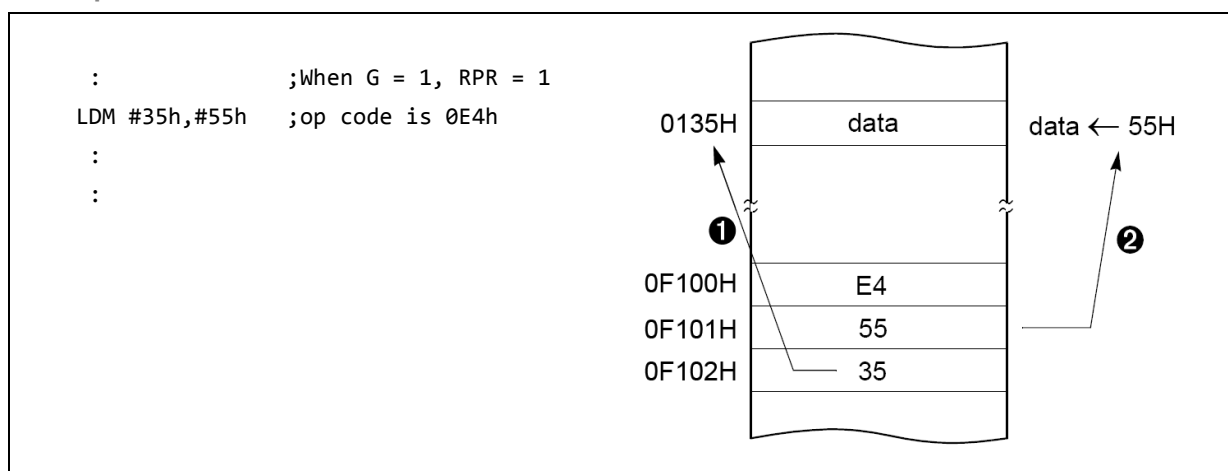 : ;When G = 1, RPR = 1
LDM #35h,#55h ;op code is 0E4h
:
:
0135H data data ← 55H
❶ ❷
0F100H E4
0F101H 55
0F102H 35